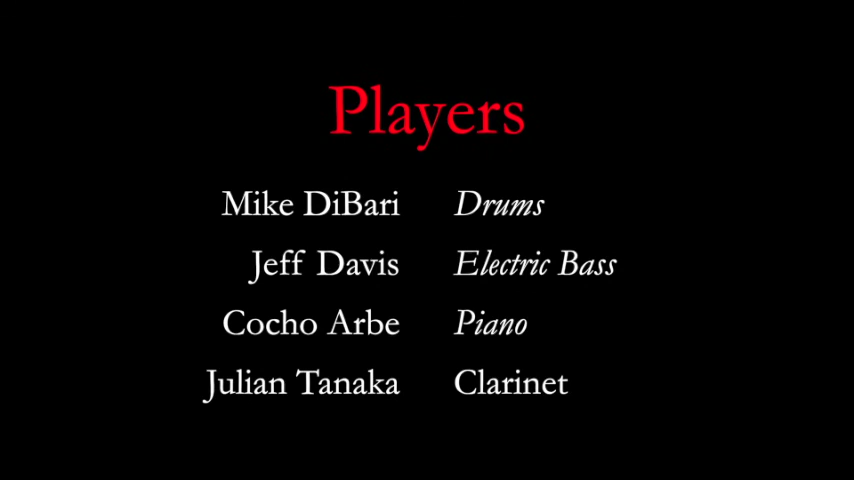 Players
Mike DiBari Drums
Jeff Davis Electric Bass
Cocho Arbe Piano
Julian Tanaka Clarinet